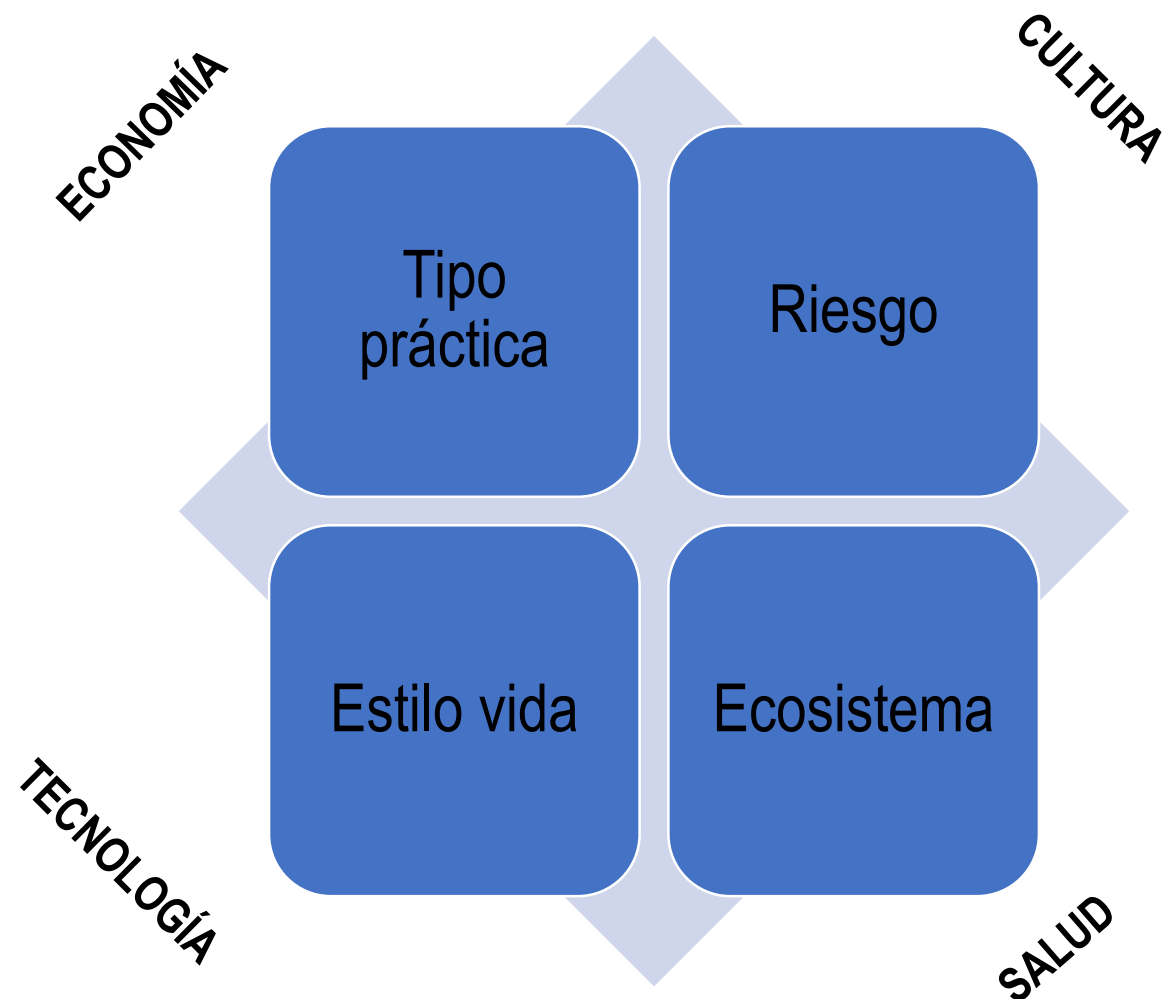 ECONOMÍA
CULTURA
Tipo
práctica
Riesgo
Estilo vida
Ecosistema
TECNOLOGÍA
SALUD